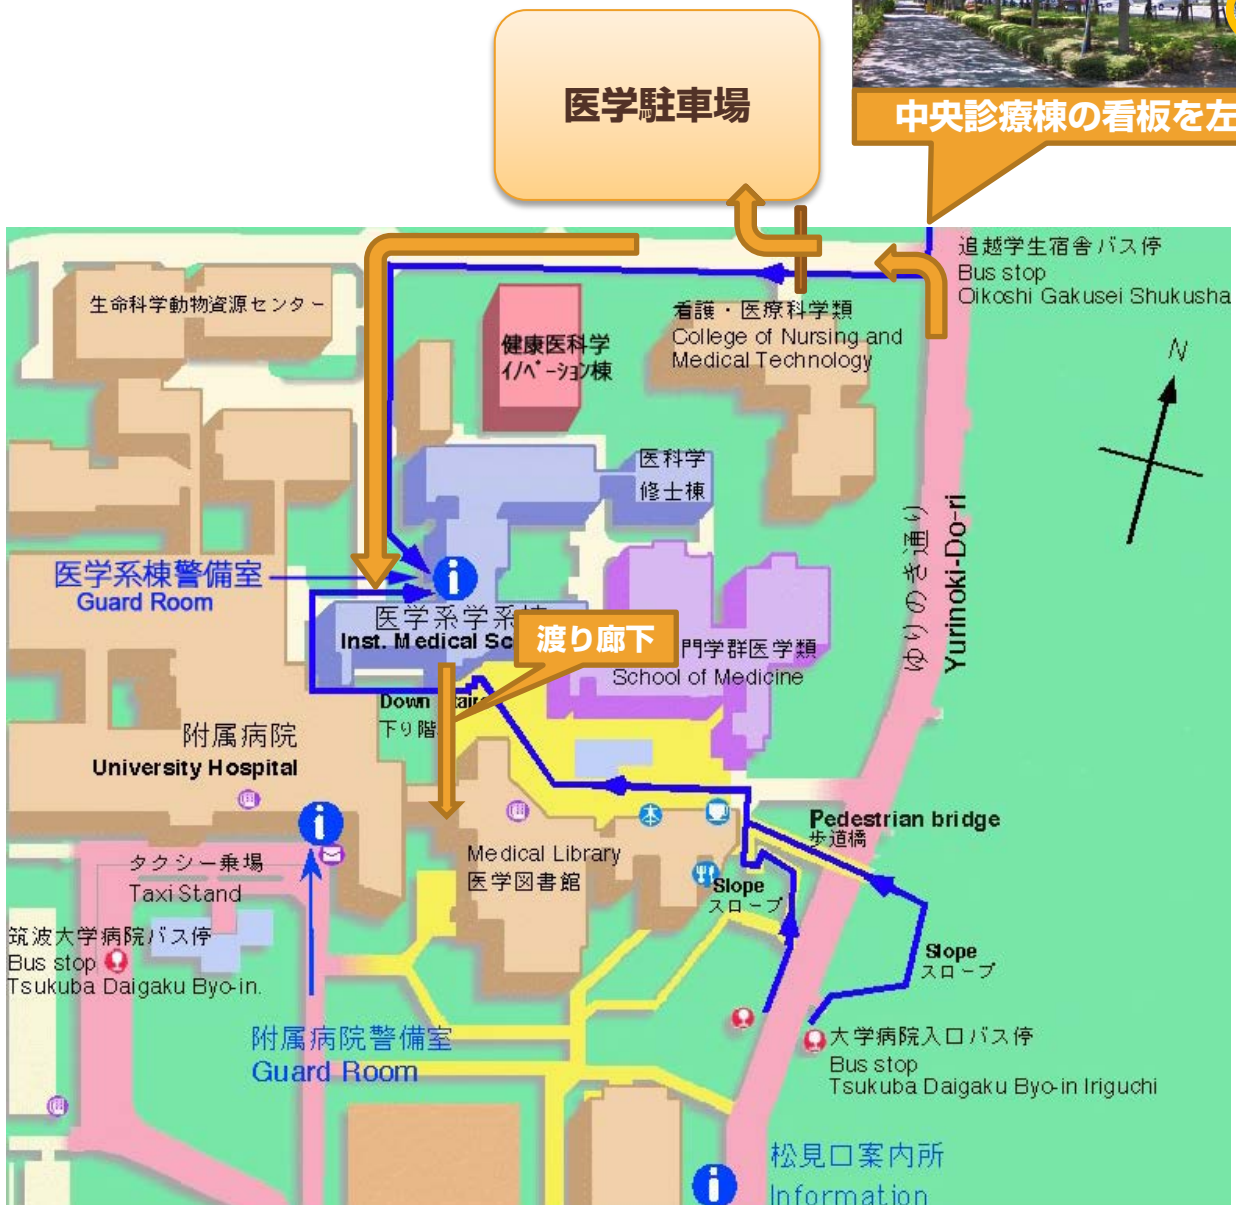 医学駐車場
中央診療棟の看板を左
追越学生宿舎バス停
Bus stop
Oikoshi Gakusei Shukusha
生命科学動物資源センター
看護・医療科学類
College of Nursing and
Medical Technology
健康医科学
イノベーション棟
N
医科学
修士棟
ゆりのき通り
Yurinoki-Do-ri
医学系棟警備室
Guard Room
i
医学系学系
Inst. Medical Sc
渡り廊下
門学群医学類
School of Medicine
Down
下り階
附属病院
University Hospital
i
Pedestrian bridge
歩道橋
タクシー乗場
Taxi Stand
Medical Library
医学図書館
Slope
スロープ
筑波大学病院バス停
Bus stop
Tsukuba Daigaku Byo-in.
Slope
スロープ
附属病院警備室
Guard Room
大学病院入口バス停
Bus stop
Tsukuba Daigaku Byo-in Iriguchi
松見口案内所
i
Information